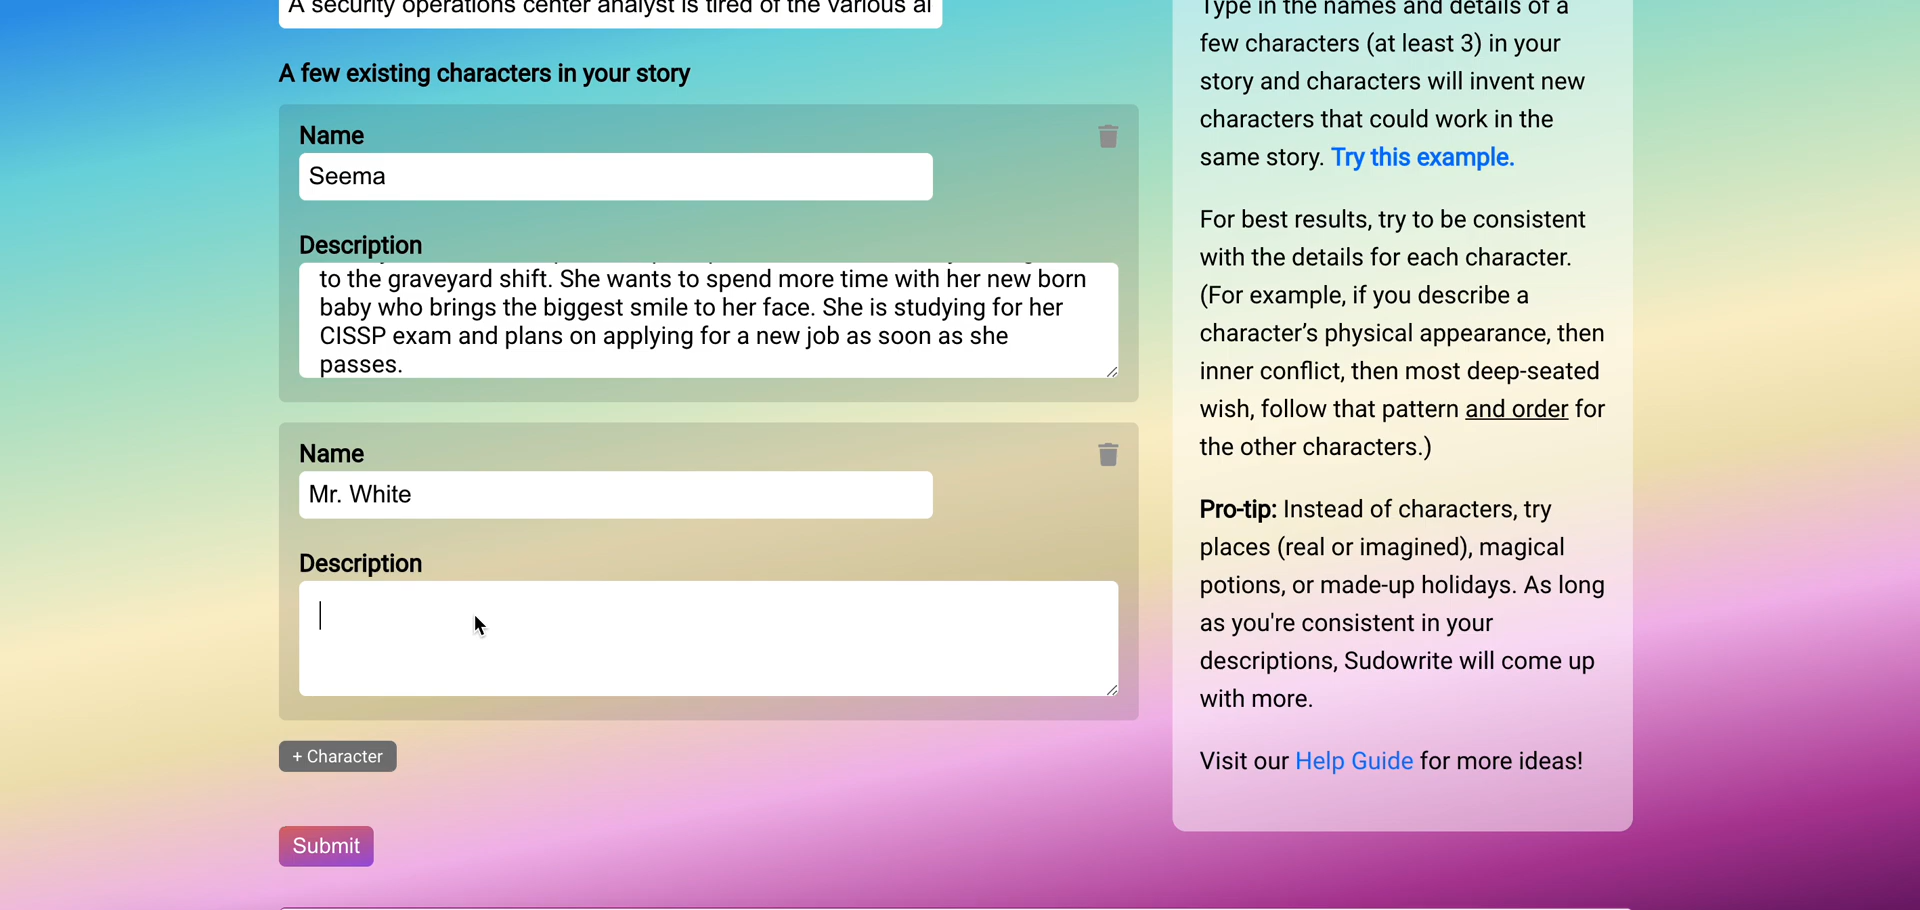 A security operations center analyst is tired of the various al
A few existing characters in your story
Name
Seema
Description
to the graveyard shift. She wants to spend more time with her new born
baby who brings the biggest smile to her face. She is studying for her
CISSP exam and plans on applying for a new job as soon as she
passes.
Name
Mr. White
Description
+ Character
Submit
Type in the names and details of a
few characters (at least 3) in your
story and characters will invent new
characters that could work in the
same story. Try this example.
For best results, try to be consistent
with the details for each character.
(For example, if you describe a
character’s physical appearance, then
inner conflict, then most deep-seated
wish, follow that pattern and order for
the other characters.)
Pro-tip: Instead of characters, try
places (real or imagined), magical
potions, or made-up holidays. As long
as you're consistent in your
descriptions, Sudowrite will come up
with more.
Visit our Help Guide for more ideas!